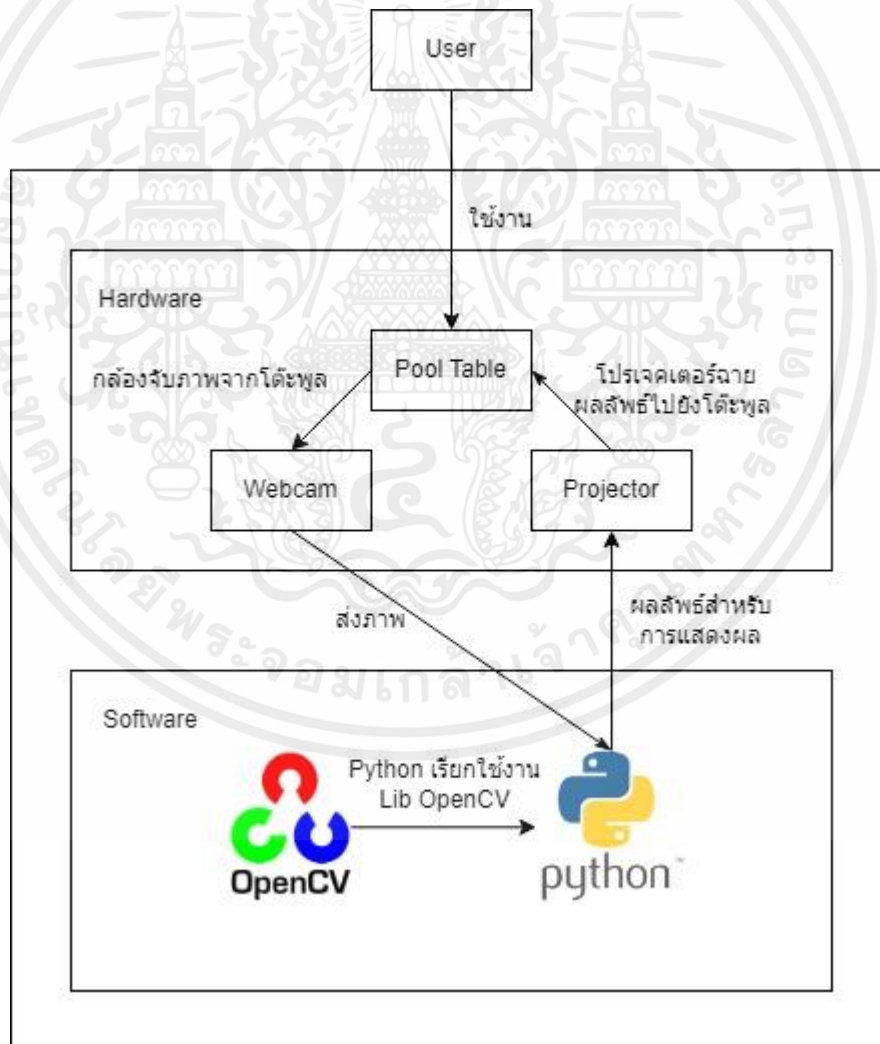 User
ใช้งาน
Hardware
Pool Table
กล้องจับภาพจากโต๊ะพูล
โปรเจคเตอร์ฉาย
ผลลัพธ์ไปยังโต๊ะพูล
Webcam
Projector
ส่งภาพ
ผลลัพธ์สำหรับ
การแสดงผล
Software
Python เรียกใช้งาน
Lib OpenCV
OpenCV
python